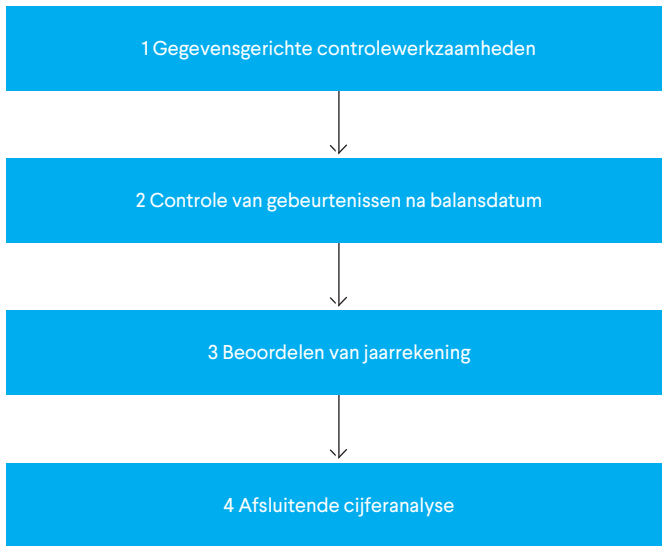 1 Gegevensgerichte controlewerkzaamheden
2 Controle van gebeurtenissen na balansdatum
3 Beoordelen van jaarrekening
4 Afsluitende cijferanalyse